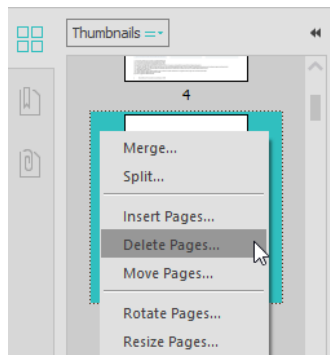 Thumbnails
4
Merge...
Split...
Insert Pages...
Delete Pages...
Move Pages...
Rotate Pages...
Resize Pages...